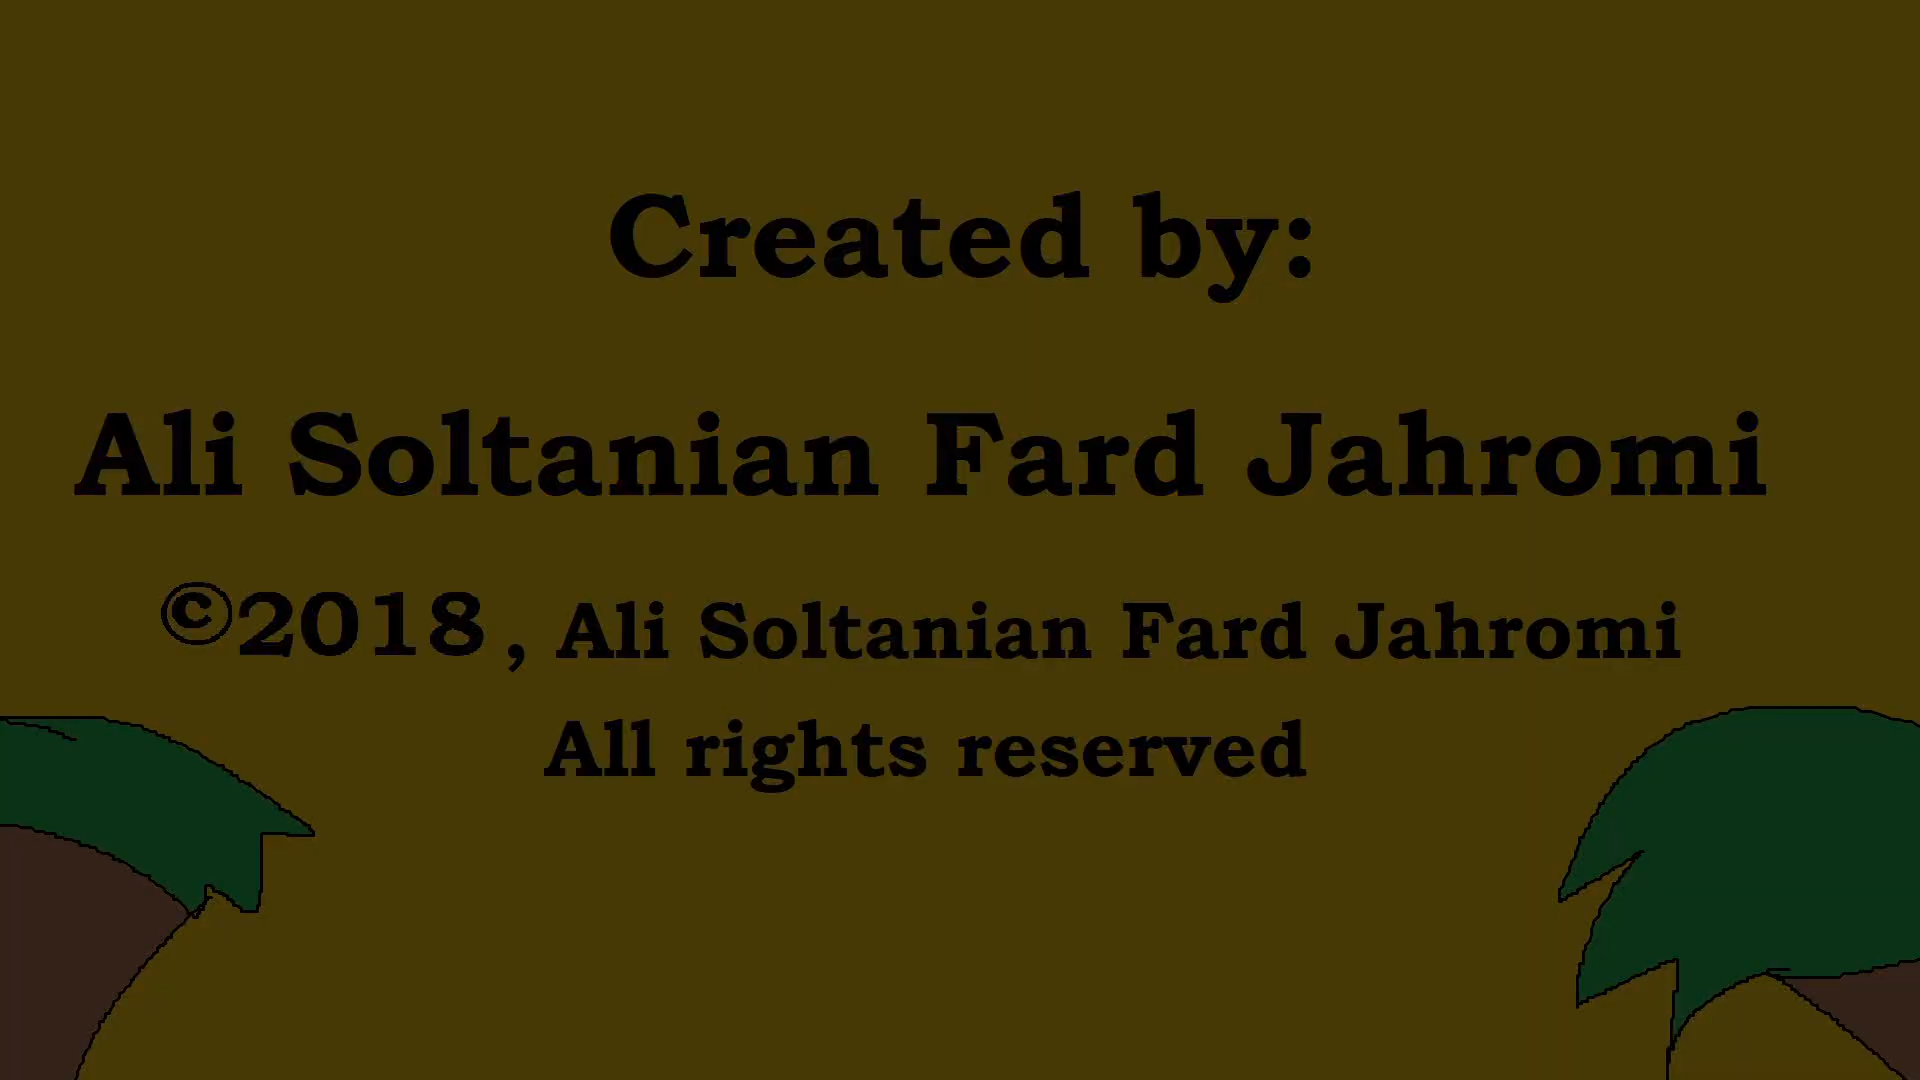 Created by:
Ali Soltanian Fard Jahromi
©2018, Ali Soltanian Fard Jahromi
All rights reserved